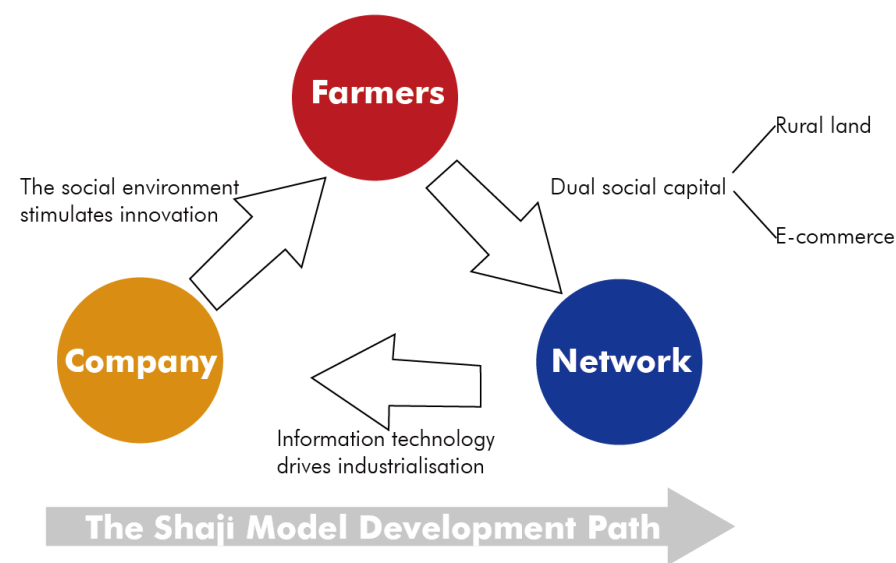 Farmers
Rural land
The social environment
stimulates innovation
Dual social capital
E-commerce
Company
Network
Information technology
drives industrialisation
The Shaji Model Development Path